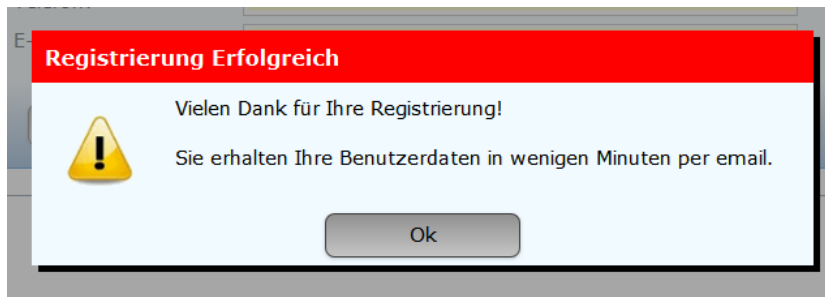 E-
Registrierung Erfolgreich
Vielen Dank für Ihre Registrierung!
Sie erhalten Ihre Benutzerdaten in wenigen Minuten per email.
Ok